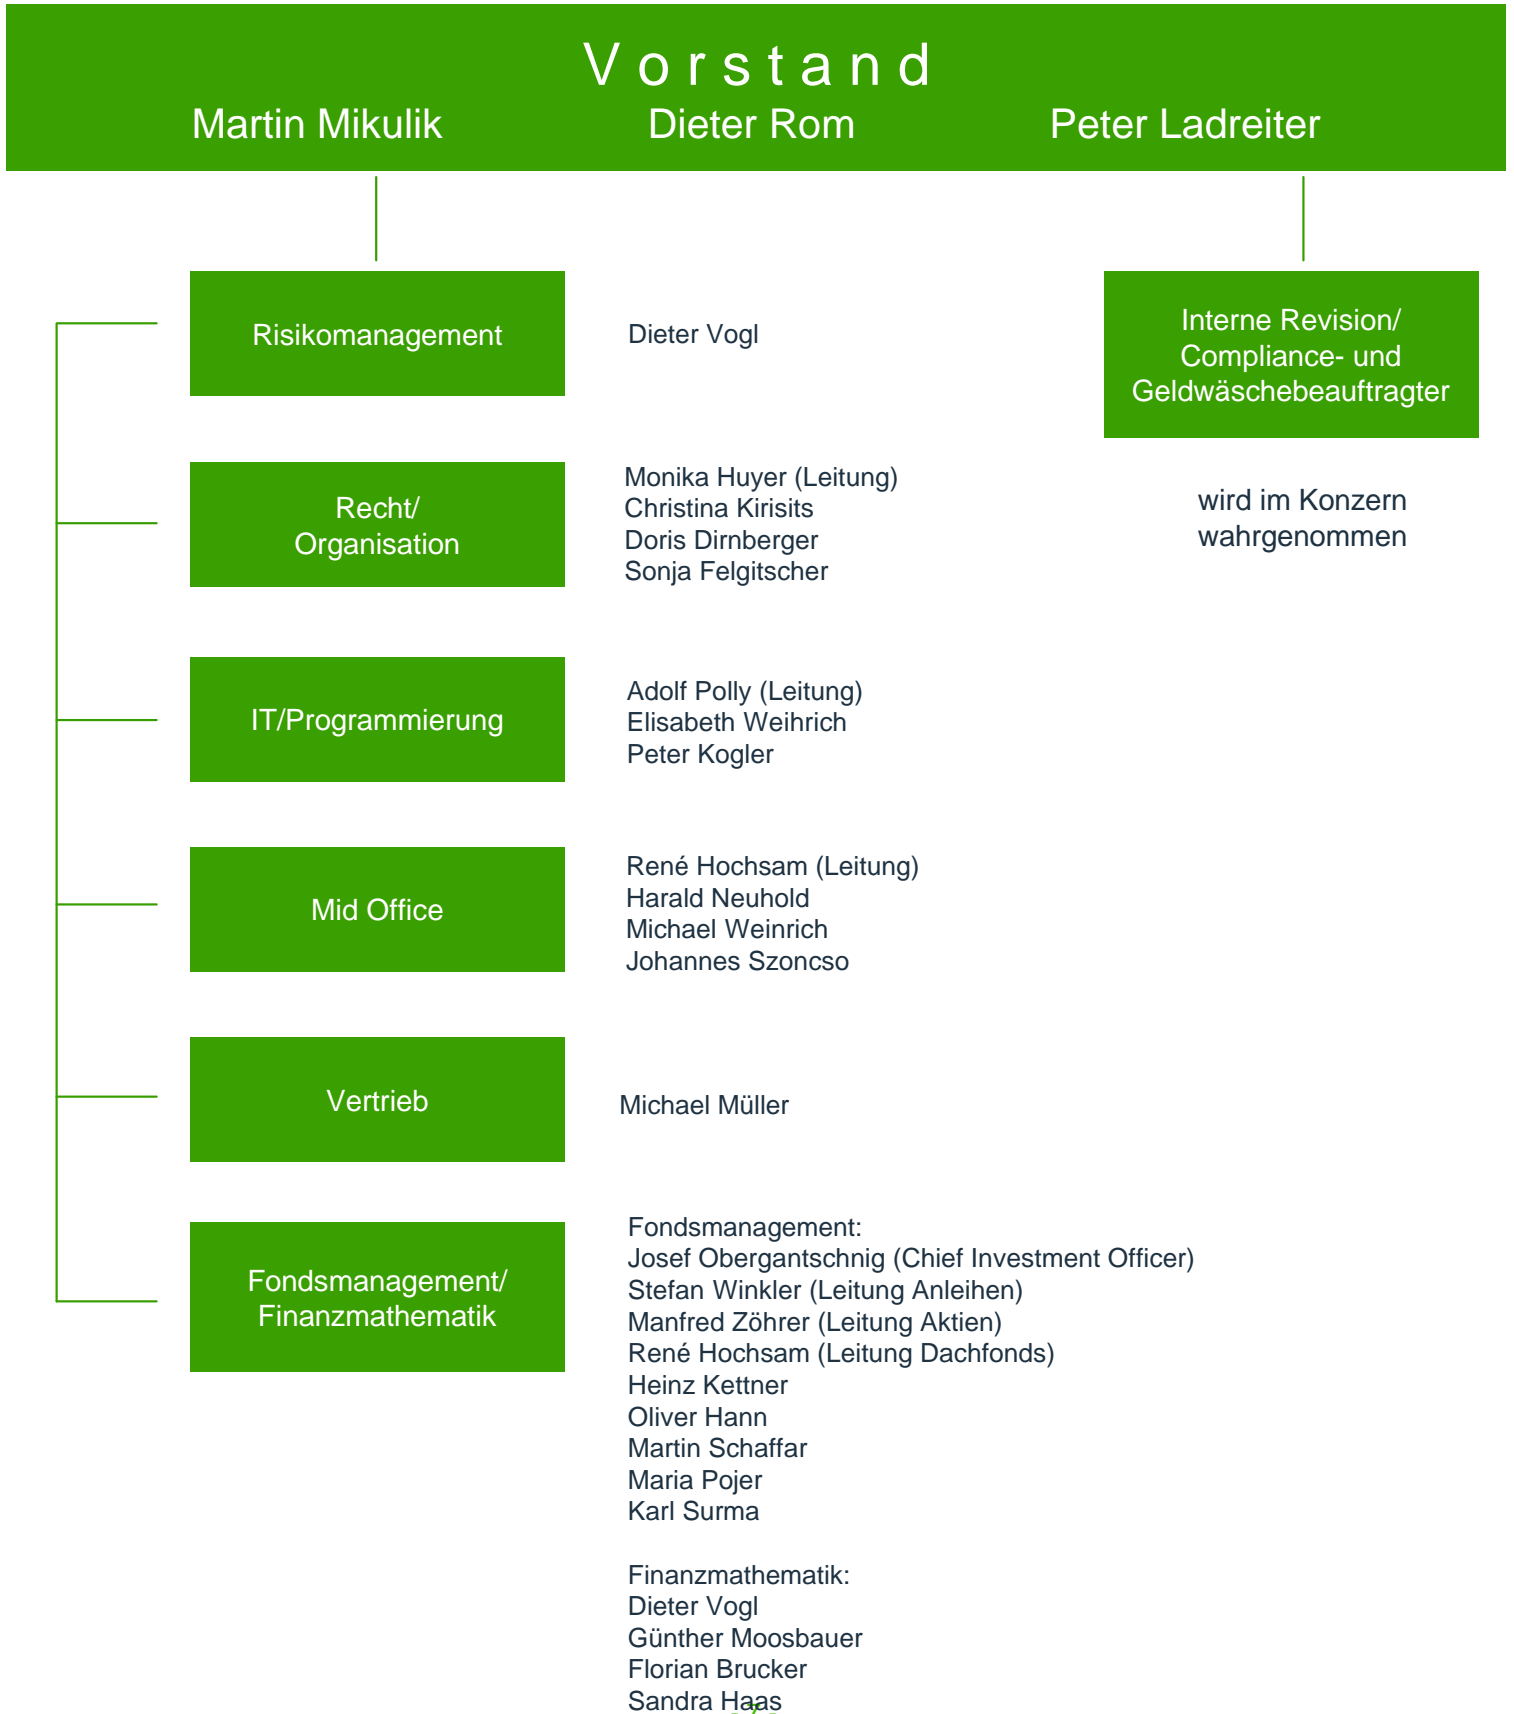 Vorstand
Martin Mikulik Dieter Rom Peter Ladreiter
Risikomanagement
Dieter Vogl
Interne Revision/
Compliance- und
Geldwäschebeauftragter
wird im Konzern
wahrgenommen
Recht/
Organisation
Monika Huyer (Leitung)
Christina Kirisits
Doris Dirnberger
Sonja Felgitscher
IT/Programmierung
Adolf Polly (Leitung)
Elisabeth Weihrich
Peter Kogler
Mid Office
René Hochsam (Leitung)
Harald Neuhold
Michael Weinrich
Johannes Szoncso
Vertrieb
Michael Müller
Fondsmanagement/
Finanzmathematik
Fondsmanagement:
Josef Obergantschnig (Chief Investment Officer)
Stefan Winkler (Leitung Anleihen)
Manfred Zöhrer (Leitung Aktien)
René Hochsam (Leitung Dachfonds)
Heinz Kettner
Oliver Hann
Martin Schaffar
Maria Pojer
Karl Surma
Finanzmathematik:
Dieter Vogl
Günther Moosbauer
Florian Brucker
Sandra Haas